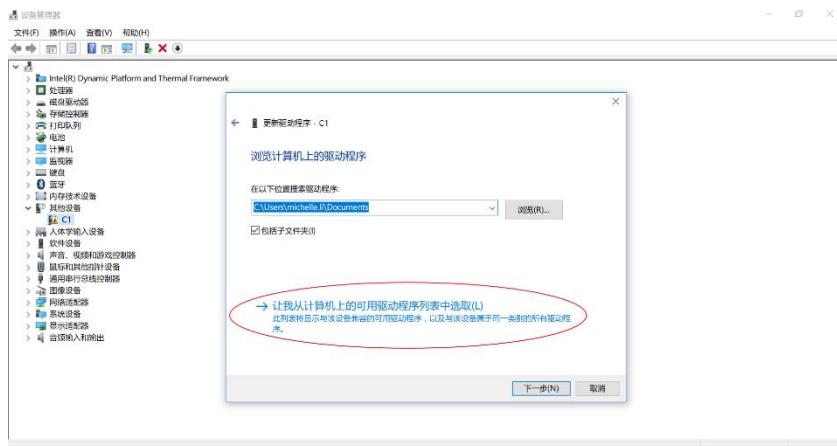 设备管理器
文件(F) 操作(A) 查看(V) 帮助(H)
Intel(R) Dynamic Platform and Thermal Framework
处理器
磁盘驱动器
存储控制器
打印队列
电池
计算机
监视器
键盘
蓝牙
内存技术设备
其他设备
C1
人体学输入设备
软件设备
声音、视频和游戏控制器
鼠标和其他指针设备
通用串行总线控制器
图像设备
网络适配器
系统设备
显示适配器
音频输入和输出
更新驱动程序 - C1
浏览计算机上的驱动程序
在以下位置搜索驱动程序:
C:\Users\michelle.li\Documents
浏览(R)...
包括子文件夹(I)
让我从计算机上的可用驱动程序列表中选取(L)
此列表将显示与该设备兼容的可用驱动程序，以及与该设备属于同一类别的所有驱动程
序。
下一步(N) 取消